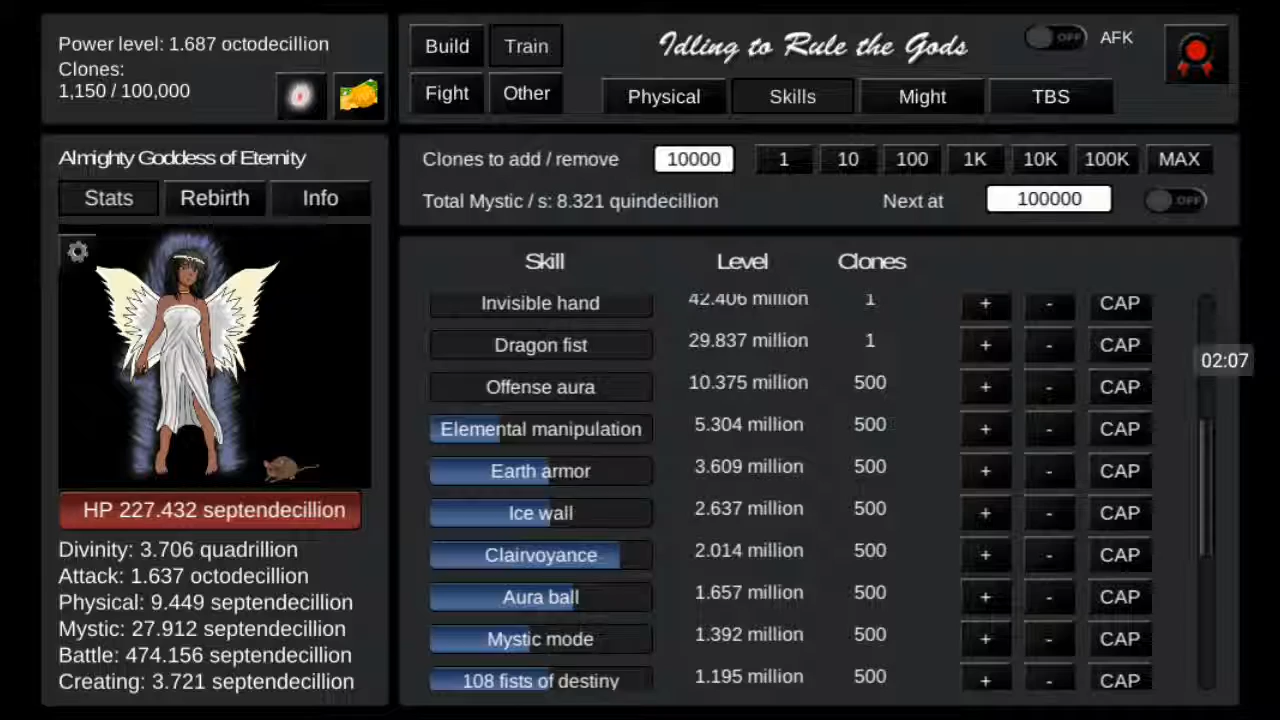 Power level: 1.687 octodecillion
Clones:
1,150 / 100,000
Build
Train
Fight
Other
Idling to Rule the Gods
OFF
AFK
Physical
Skills
Might
TBS
Almighty Goddess of Eternity
Stats
Rebirth
Info
HP 227.432 septendecillion
Divinity: 3.706 quadrillion
Attack: 1.637 octodecillion
Physical: 9.449 septendecillion
Mystic: 27.912 septendecillion
Battle: 474.156 septendecillion
Creating: 3.721 septendecillion
Clones to add / remove 10000 1 10 100 1K 10K 100K MAX
Total Mystic / s: 8.321 quindecillion Next at 100000 OFF
Skill Level Clones
Invisible hand 42.406 million 1 + - CAP
Dragon fist 29.837 million 1 + - CAP
Offense aura 10.375 million 500 + - CAP
Elemental manipulation 5.304 million 500 + - CAP
Earth armor 3.609 million 500 + - CAP
Ice wall 2.637 million 500 + - CAP
Clairvoyance 2.014 million 500 + - CAP
Aura ball 1.657 million 500 + - CAP
Mystic mode 1.392 million 500 + - CAP
108 fists of destiny 1.195 million 500 + - CAP
02:07